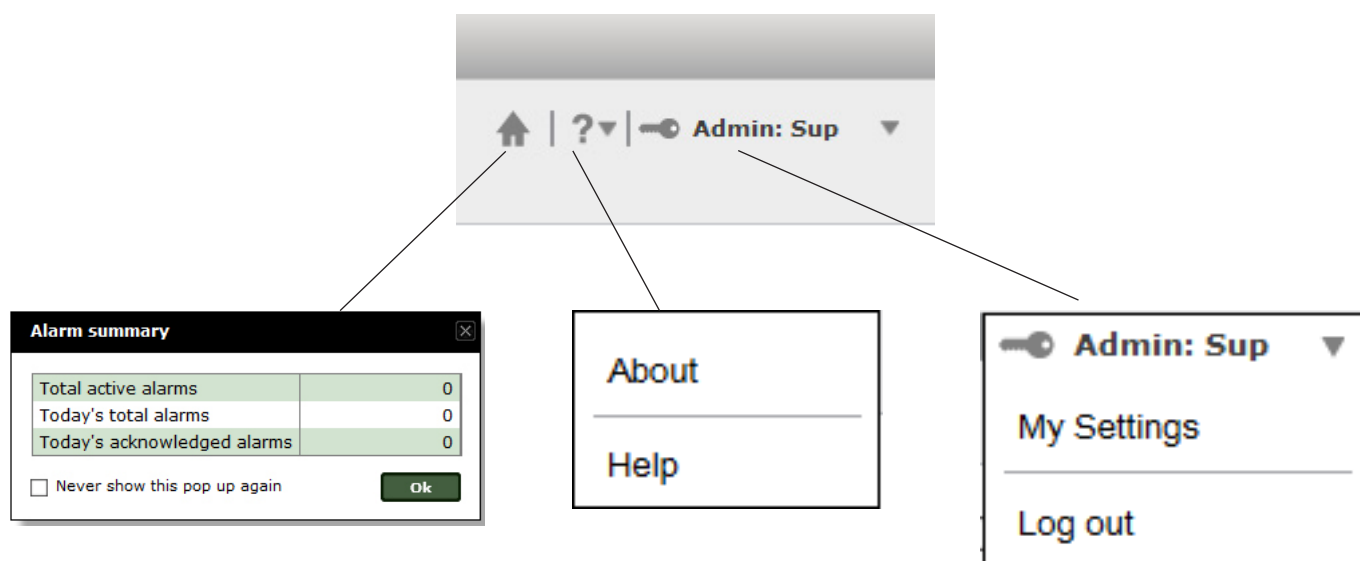 ? Admin: Sup
Alarm summary
Total active alarms 0
Today's total alarms 0
Today's acknowledged alarms 0
Never show this pop up again
Ok
About
Help
Admin: Sup
My Settings
Log out